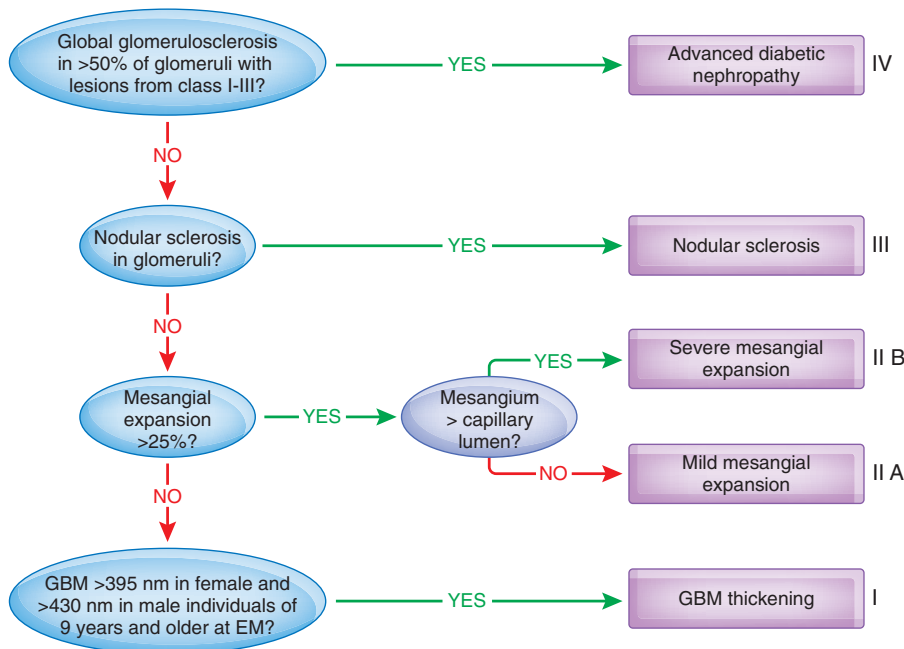 Global glomerulosclerosis
in >50% of glomeruli with
lesions from class I-III?
YES
Advanced diabetic
nephropathy
IV
NO
Nodular sclerosis
in glomeruli?
YES
Nodular sclerosis
III
NO
Mesangial
expansion
>25%?
YES
Mesangium
> capillary
lumen?
YES
Severe mesangial
expansion
II B
NO
Mild mesangial
expansion
II A
NO
GBM >395 nm in female and
>430 nm in male individuals of
9 years and older at EM?
YES
GBM thickening
I